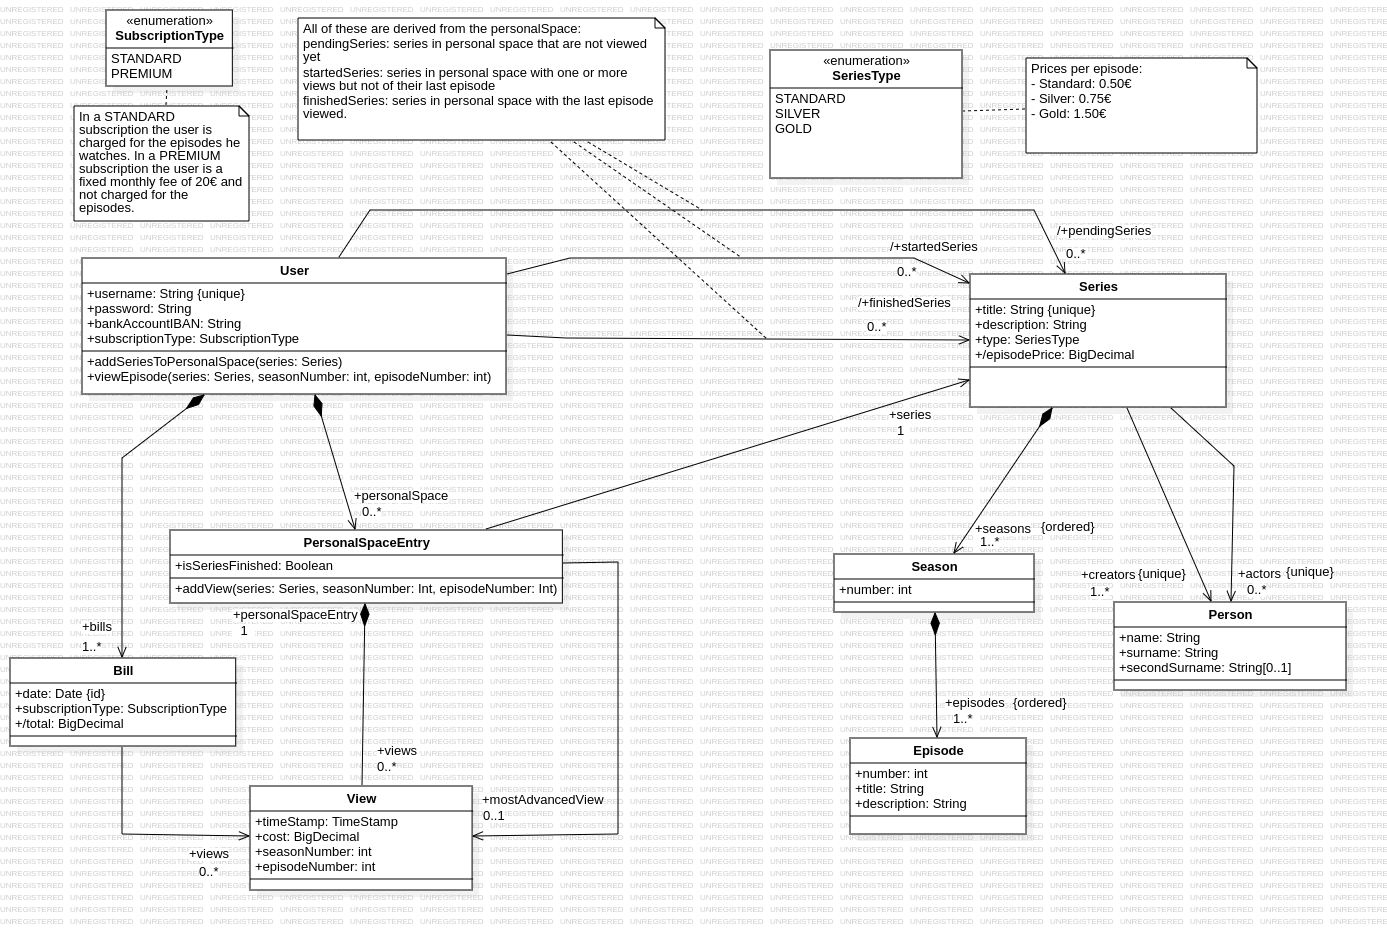 «enumeration»
SubscriptionType
STANDARD
PREMIUM
In a STANDARD
subscription the user is
charged for the episodes he
watches. In a PREMIUM
subscription the user is a
fixed monthly fee of 20€ and
not charged for the
episodes.
All of these are derived from the personalSpace:
pendingSeries: series in personal space that are not viewed
yet
startedSeries: series in personal space with one or more
views but not of their last episode
finishedSeries: series in personal space with the last episode
viewed.
«enumeration»
SeriesType
STANDARD
SILVER
GOLD
Prices per episode:
- Standard: 0.50€
- Silver: 0.75€
- Gold: 1.50€
/+pendingSeries
0..*
/+startedSeries
0..*
/+finishedSeries
0..*
User
+username: String {unique}
+password: String
+bankAccountIBAN: String
+subscriptionType: SubscriptionType
+addSeriesToPersonalSpace(series: Series)
+viewEpisode(series: Series, seasonNumber: int, episodeNumber: int)
Series
+title: String {unique}
+description: String
+type: SeriesType
+/episodePrice: BigDecimal
+series
1
+personalSpace
0..*
PersonalSpaceEntry
+isSeriesFinished: Boolean
+addView(series: Series, seasonNumber: Int, episodeNumber: Int)
+personalSpaceEntry
1
+seasons {ordered}
1..*
Season
+number: int
+creators {unique}
1..*
+actors {unique}
0..*
Person
+name: String
+surname: String
+secondSurname: String[0..1]
+bills
1..*
Bill
+date: Date {id}
+subscriptionType: SubscriptionType
+/total: BigDecimal
+episodes {ordered}
1..*
Episode
+number: int
+title: String
+description: String
+views
0..*
View
+timeStamp: TimeStamp
+cost: BigDecimal
+seasonNumber: int
+episodeNumber: int
+mostAdvancedView
0..1
+views
0..*
UNREGISTERED